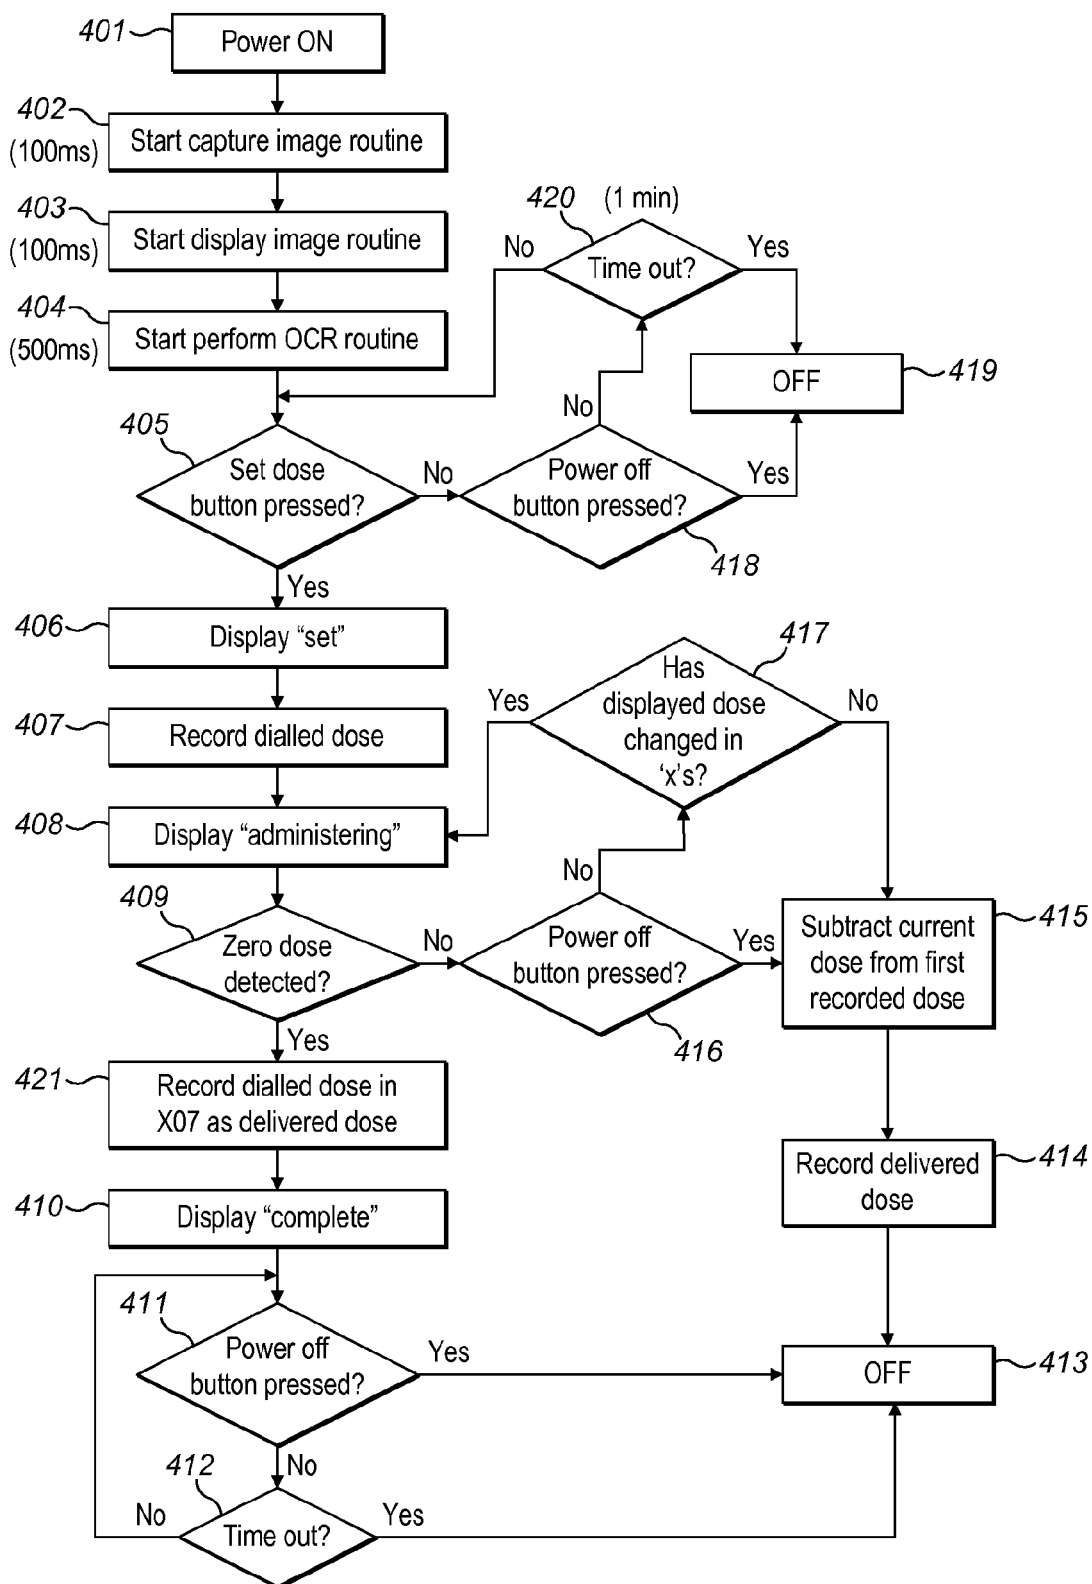 401
Power ON
402
(100ms)
Start capture image routine
403
(100ms)
Start display image routine
404
(500ms)
Start perform OCR routine
420
(1 min)
No
Time out?
Yes
OFF
419
405
Set dose
button pressed?
No
No
Power off
button pressed?
Yes
418
Yes
406
Display “set”
407
Record dialled dose
417
Has
displayed dose
changed in
‘x’s?
Yes
No
408
Display “administering”
409
Zero dose
detected?
No
No
Power off
button pressed?
Yes
416
Subtract current
dose from first
recorded dose
415
Yes
421
Record dialled dose in
X07 as delivered dose
Record delivered
dose
414
410
Display “complete”
411
Power off
button pressed?
Yes
OFF
413
No
412
No
Time out?
Yes